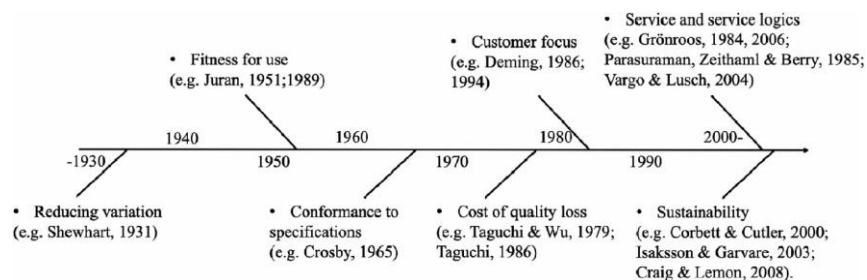 • Fitness for use
(e.g. Juran, 1951;1989)
• Customer focus
(e.g. Deming, 1986;
1994)
• Service and service logics
(e.g. Grönroos, 1984, 2006;
Parasuraman, Zeithaml & Berry, 1985;
Vargo & Lusch, 2004)
1940
1960
1980
2000-
-1930
1950
1970
1990
• Reducing variation
(e.g. Shewhart, 1931)
• Conformance to
specifications
(e.g. Crosby, 1965)
• Cost of quality loss
(e.g. Taguchi & Wu, 1979;
Taguchi, 1986)
• Sustainability
(e.g. Corbett & Cutler, 2000;
Isaksson & Garvare, 2003;
Craig & Lemon, 2008).